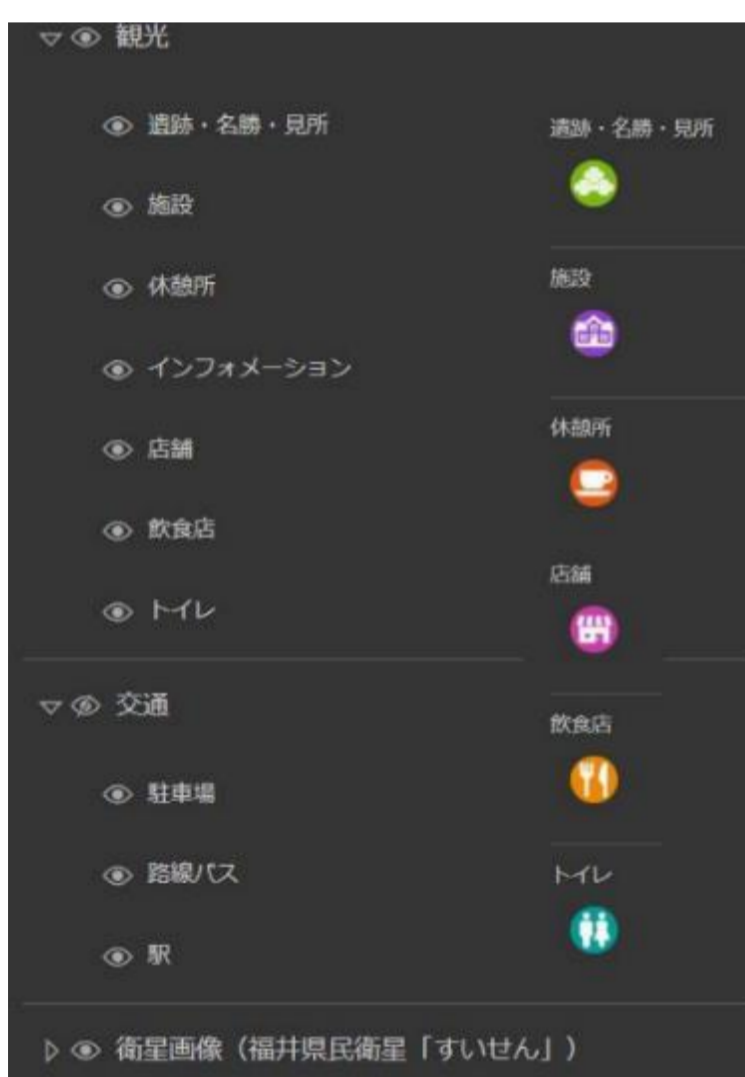 観光
遺跡・名勝・見所
施設
休憩所
インフォメーション
店舗
飲食店
トイレ
交通
駐車場
路線バス
駅
衛星画像（福井県民衛星「すいせん」）
遺跡・名勝・見所
施設
休憩所
店舗
飲食店
トイレ